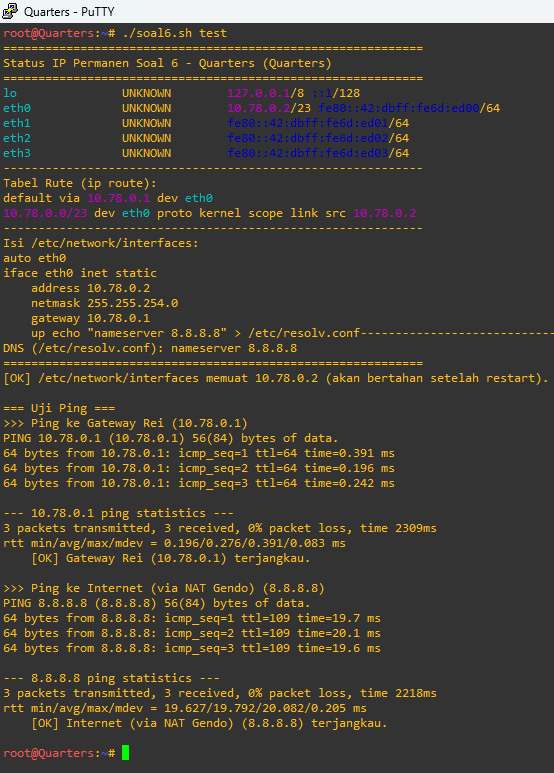 Quarters - PuTTY
root@Quarters:~# ./soal6.sh test
============================================================
Status IP Permanen Soal 6 - Quarters (Quarters)
============================================================
lo               UNKNOWN        127.0.0.1/8 ::1/128
eth0             UNKNOWN        10.78.0.2/23 fe80::42:dbff:fe6d:ed00/64
eth1             UNKNOWN        fe80::42:dbff:fe6d:ed01/64
eth2             UNKNOWN        fe80::42:dbff:fe6d:ed02/64
eth3             UNKNOWN        fe80::42:dbff:fe6d:ed03/64
------------------------------------------------------------
Tabel Rute (ip route):
default via 10.78.0.1 dev eth0
10.78.0.0/23 dev eth0 proto kernel scope link src 10.78.0.2
------------------------------------------------------------
Isi /etc/network/interfaces:
auto eth0
iface eth0 inet static
    address 10.78.0.2
    netmask 255.255.254.0
    gateway 10.78.0.1
    up echo "nameserver 8.8.8.8" > /etc/resolv.conf----------------------------
DNS (/etc/resolv.conf): nameserver 8.8.8.8
============================================================
[OK] /etc/network/interfaces memuat 10.78.0.2 (akan bertahan setelah restart).

=== Uji Ping ===
>>> Ping ke Gateway Rei (10.78.0.1)
PING 10.78.0.1 (10.78.0.1) 56(84) bytes of data.
64 bytes from 10.78.0.1: icmp_seq=1 ttl=64 time=0.391 ms
64 bytes from 10.78.0.1: icmp_seq=2 ttl=64 time=0.196 ms
64 bytes from 10.78.0.1: icmp_seq=3 ttl=64 time=0.242 ms

--- 10.78.0.1 ping statistics ---
3 packets transmitted, 3 received, 0% packet loss, time 2309ms
rtt min/avg/max/mdev = 0.196/0.276/0.391/0.083 ms
    [OK] Gateway Rei (10.78.0.1) terjangkau.

>>> Ping ke Internet (via NAT Gendo) (8.8.8.8)
PING 8.8.8.8 (8.8.8.8) 56(84) bytes of data.
64 bytes from 8.8.8.8: icmp_seq=1 ttl=109 time=19.7 ms
64 bytes from 8.8.8.8: icmp_seq=2 ttl=109 time=20.1 ms
64 bytes from 8.8.8.8: icmp_seq=3 ttl=109 time=19.6 ms

--- 8.8.8.8 ping statistics ---
3 packets transmitted, 3 received, 0% packet loss, time 2218ms
rtt min/avg/max/mdev = 19.627/19.792/20.082/0.205 ms
    [OK] Internet (via NAT Gendo) (8.8.8.8) terjangkau.

root@Quarters:~#